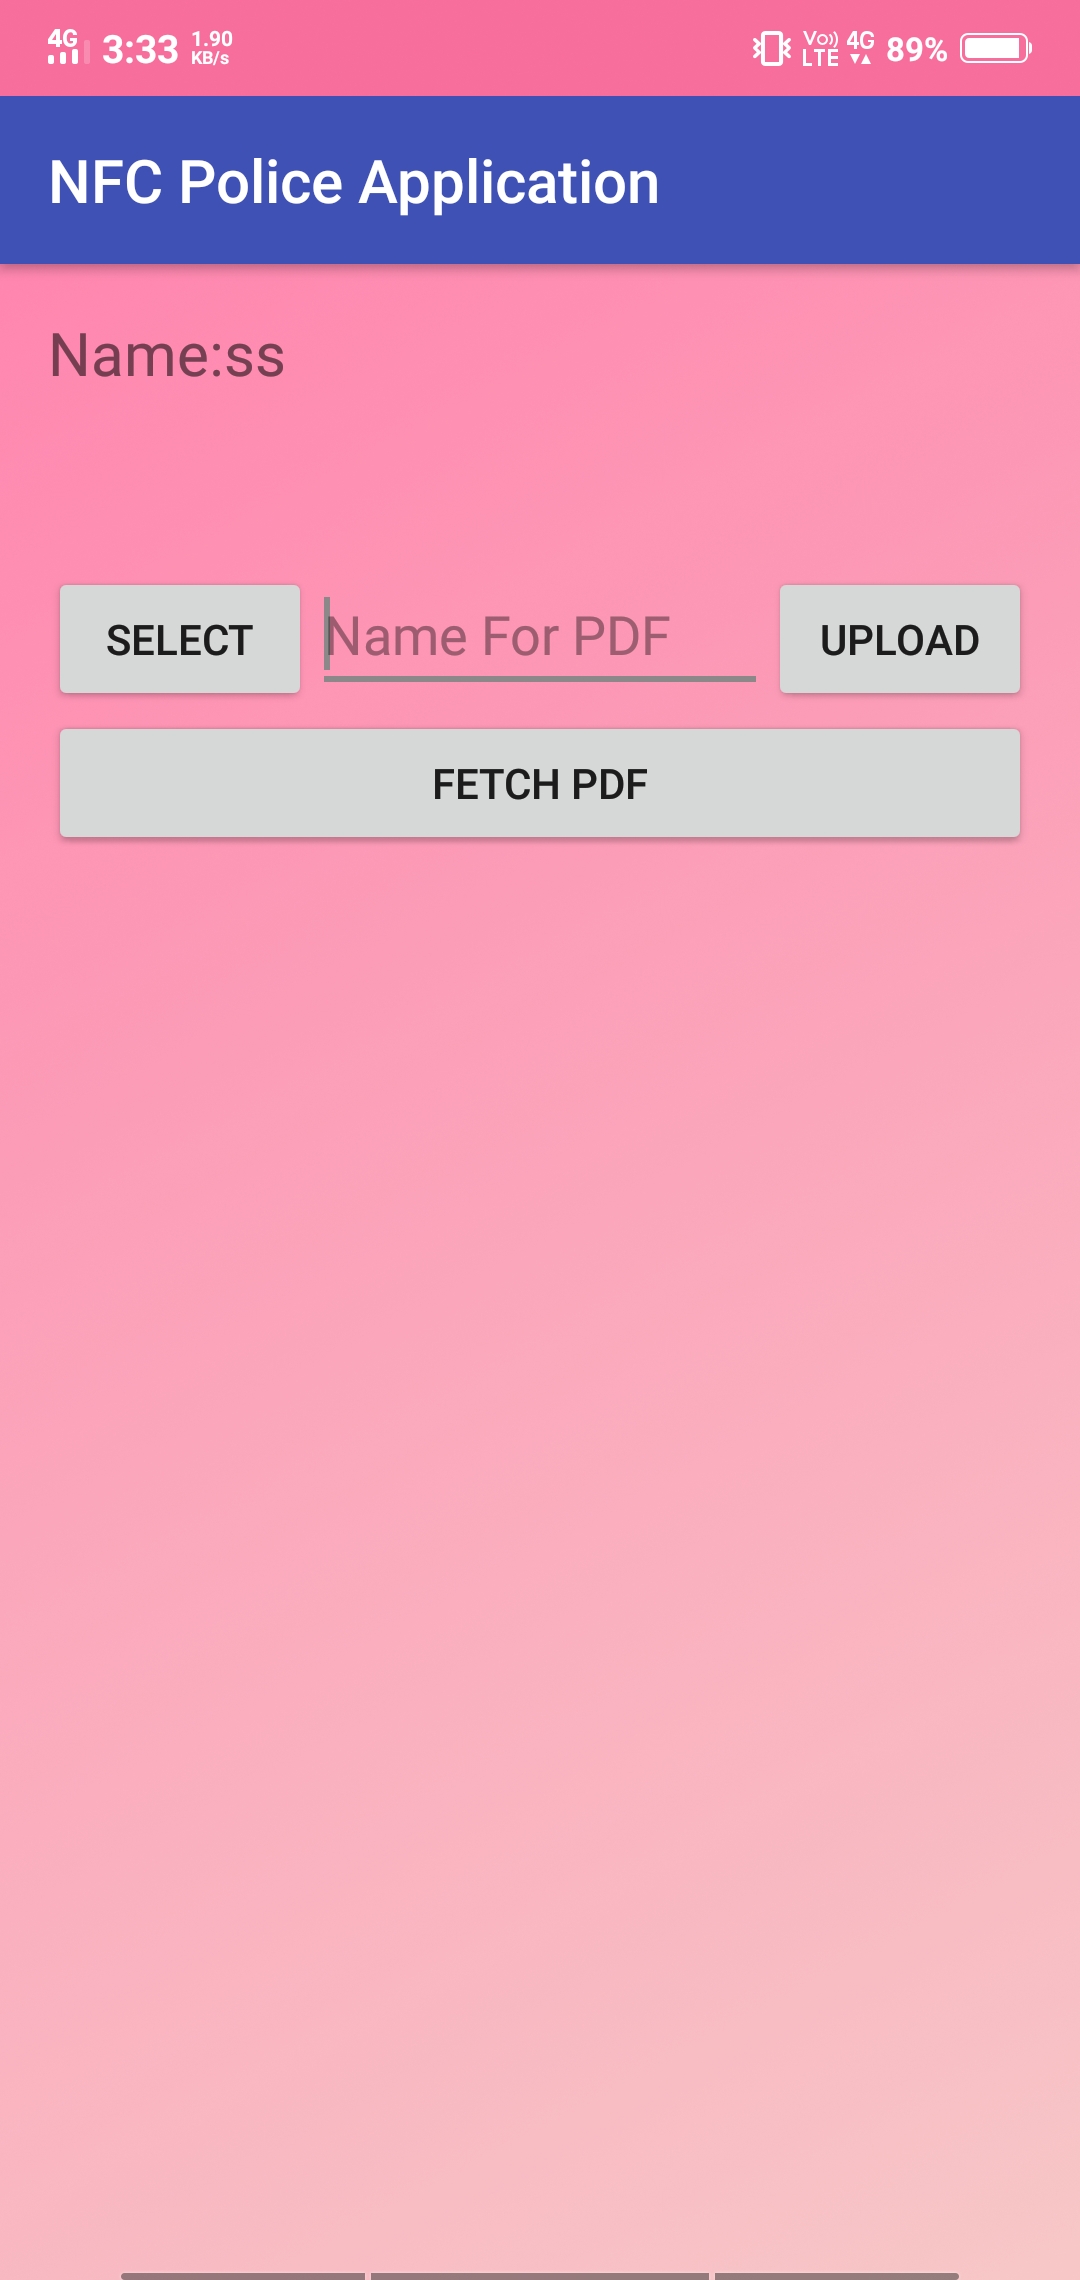 4G 3:33 1.90 KB/s Vo)) LTE 4G 89%
NFC Police Application
Name:ss
SELECT Name For PDF UPLOAD
FETCH PDF